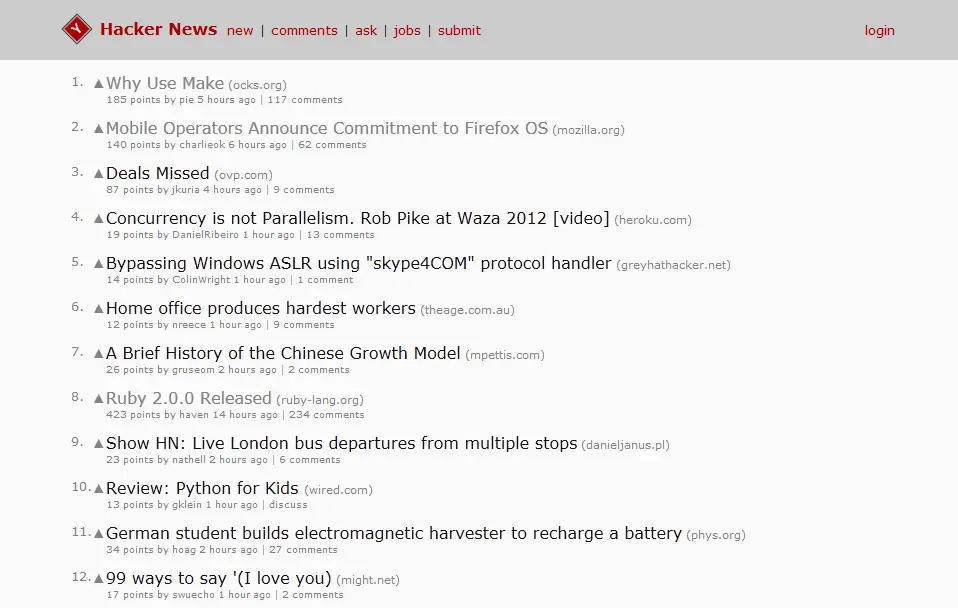 Y Hacker News new | comments | ask | jobs | submit login
1. ▲ Why Use Make (ocks.org)
185 points by pie 5 hours ago | 117 comments
2. ▲ Mobile Operators Announce Commitment to Firefox OS (mozilla.org)
140 points by charlieok 6 hours ago | 62 comments
3. ▲ Deals Missed (ovp.com)
87 points by jkuria 4 hours ago | 9 comments
4. ▲ Concurrency is not Parallelism. Rob Pike at Waza 2012 [video] (heroku.com)
19 points by DanielRibeiro 1 hour ago | 13 comments
5. ▲ Bypassing Windows ASLR using "skype4COM" protocol handler (greyhathacker.net)
14 points by ColinWright 1 hour ago | 1 comment
6. ▲ Home office produces hardest workers (theage.com.au)
12 points by nreece 1 hour ago | 9 comments
7. ▲ A Brief History of the Chinese Growth Model (mpettis.com)
26 points by gruseom 2 hours ago | 2 comments
8. ▲ Ruby 2.0.0 Released (ruby-lang.org)
423 points by haven 14 hours ago | 234 comments
9. ▲ Show HN: Live London bus departures from multiple stops (danieljanus.pl)
23 points by nathell 2 hours ago | 6 comments
10. ▲ Review: Python for Kids (wired.com)
13 points by gklein 1 hour ago | discuss
11. ▲ German student builds electromagnetic harvester to recharge a battery (phys.org)
34 points by hoag 2 hours ago | 27 comments
12. ▲ 99 ways to say '(I love you) (might.net)
17 points by swuecho 1 hour ago | 2 comments